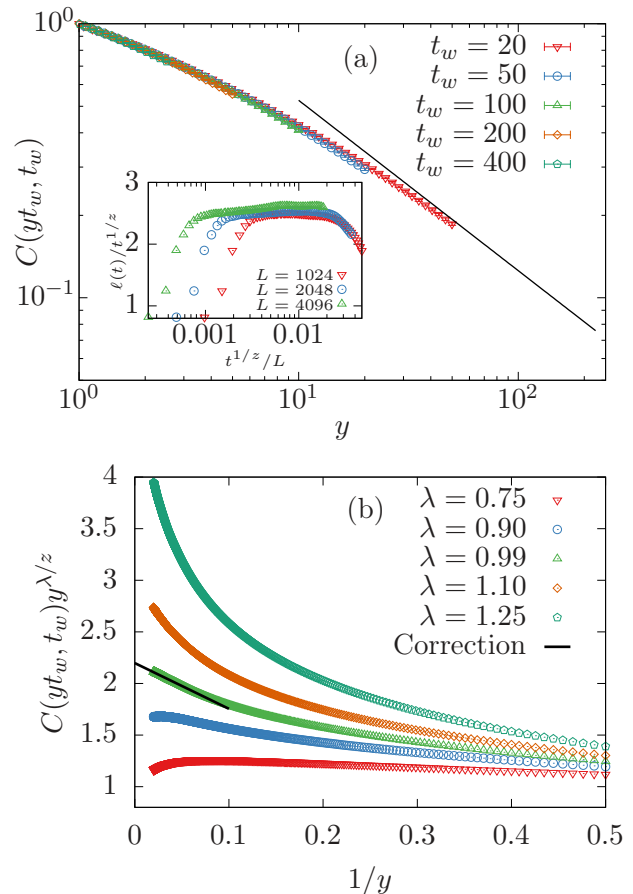 (a)
t_w = 20
t_w = 50
t_w = 100
t_w = 200
t_w = 400
C(yt_w, t_w)
10^0
10^{-1}
ℓ(t)/t^{1/z}
3
2
1
L = 1024
L = 2048
L = 4096
0.001
0.01
t^{1/z}/L
10^0
10^1
10^2
y
(b)
λ = 0.75
λ = 0.90
λ = 0.99
λ = 1.10
λ = 1.25
Correction
C(yt_w, t_w)y^{λ/z}
4
3.5
3
2.5
2
1.5
1
0
0.1
0.2
0.3
0.4
0.5
1/y